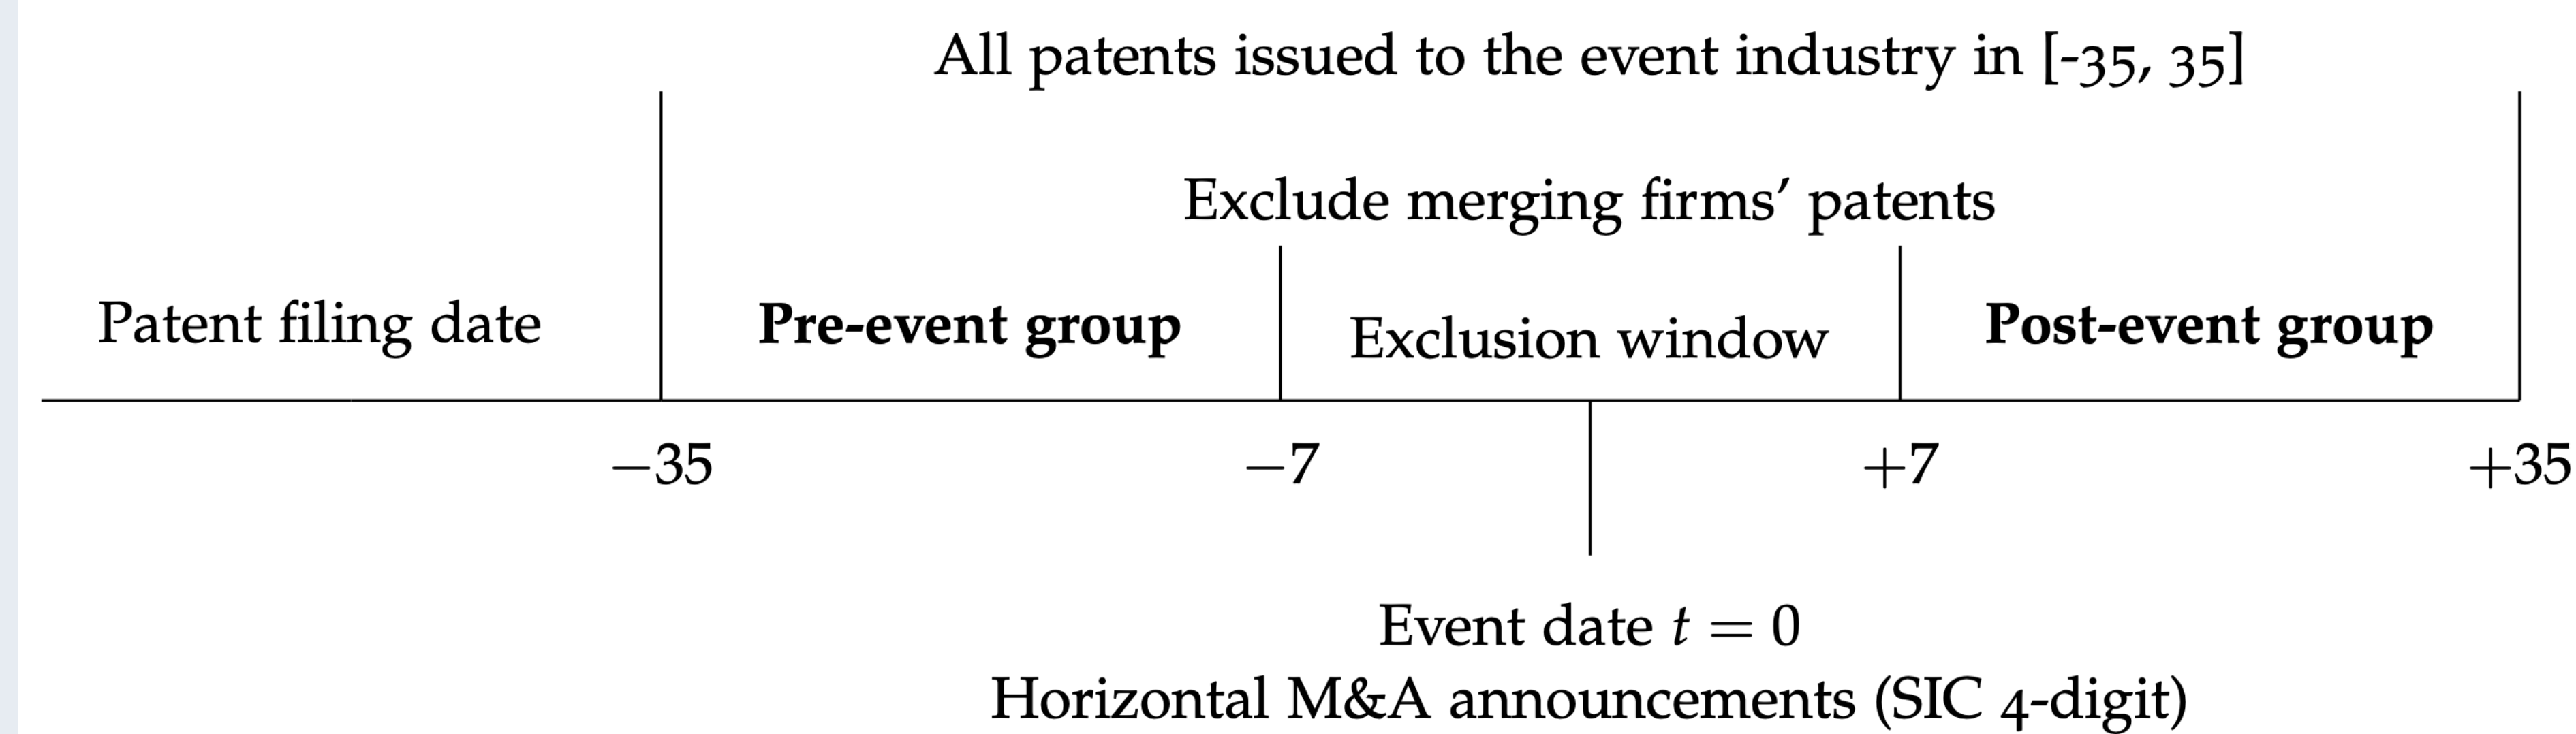 All patents issued to the event industry in [-35, 35]
Exclude merging firms’ patents
Patent filing date
Pre-event group
Exclusion window
Post-event group
−35
−7
+7
+35
Event date t = 0
Horizontal M&A announcements (SIC 4-digit)